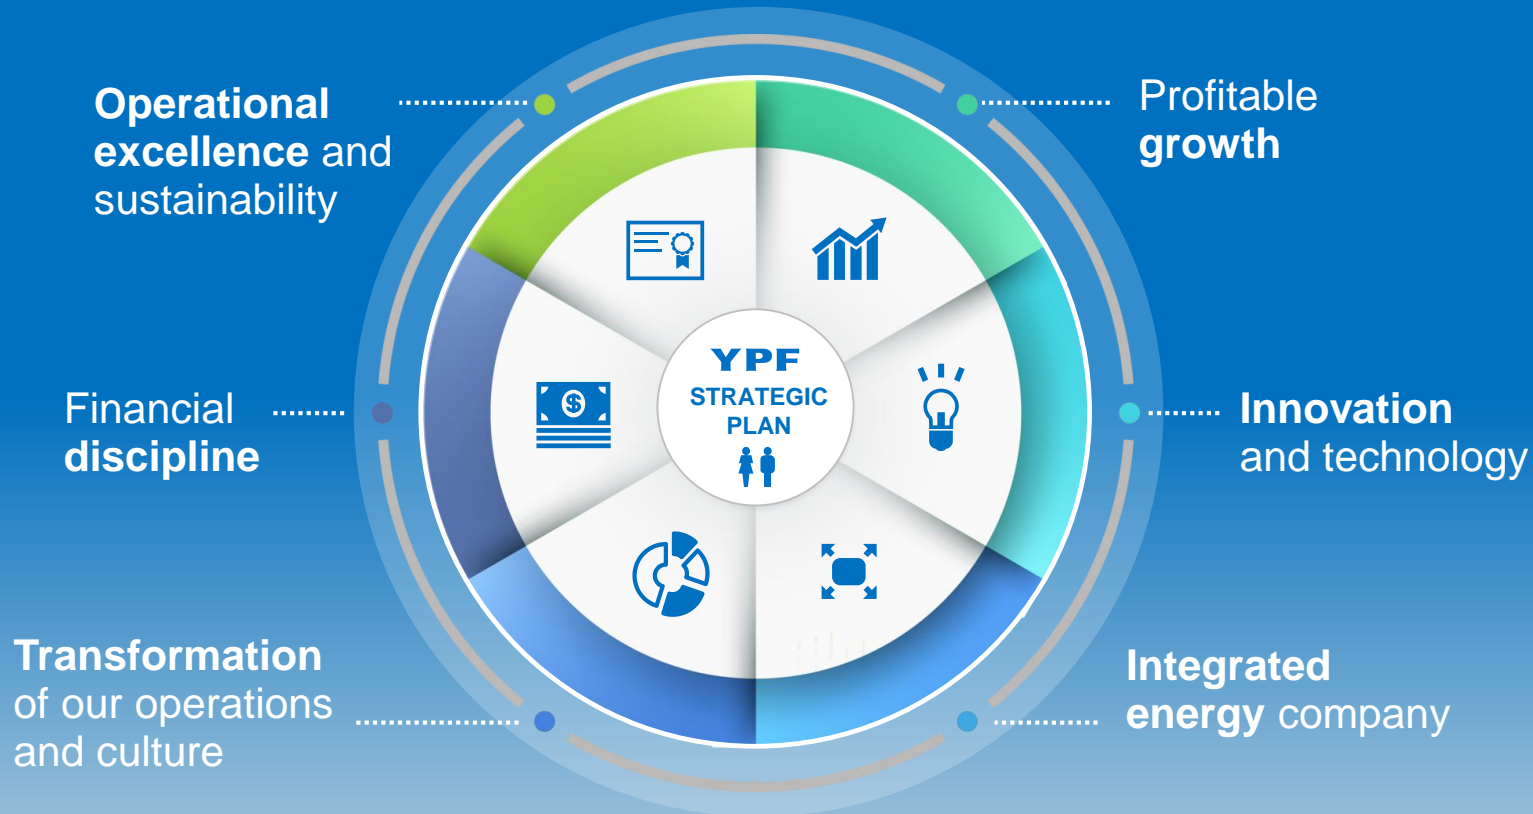 Operational
excellence and
sustainability
Profitable
growth
Financial
discipline
YPF
STRATEGIC
PLAN
$
Innovation
and technology
Transformation
of our operations
and culture
Integrated
energy company